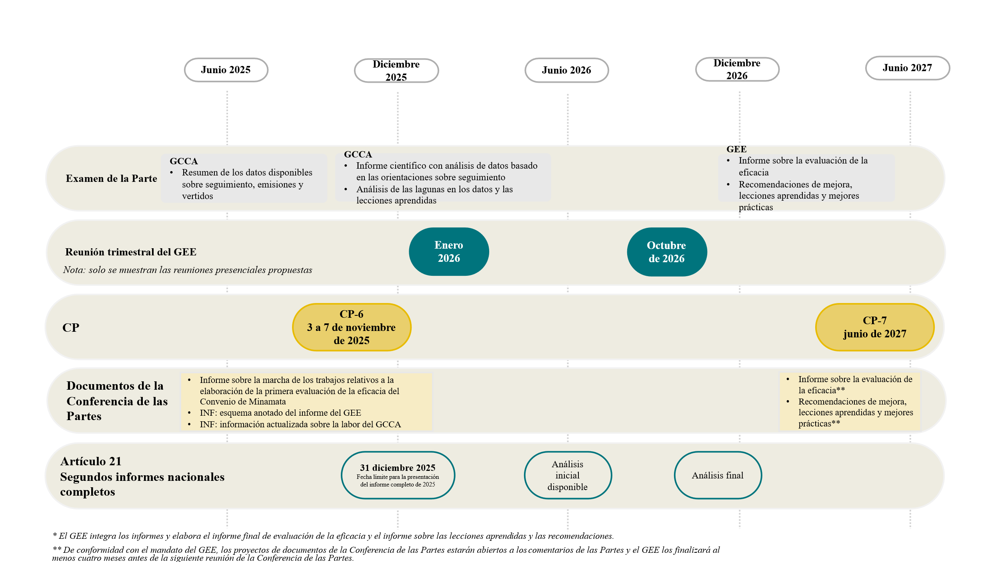 Junio 2025
Diciembre
2025
Junio 2026
Diciembre
2026
Junio 2027
Examen de la Parte
GCCA
• Resumen de los datos disponibles
sobre seguimiento, emisiones y
vertidos
GCCA
• Informe científico con análisis de datos basado
en las orientaciones sobre seguimiento
• Análisis de las lagunas en los datos y las
lecciones aprendidas
GEE
• Informe sobre la evaluación de la
eficacia
• Recomendaciones de mejora,
lecciones aprendidas y mejores
prácticas
Reunión trimestral del GEE
Nota: solo se muestran las reuniones presenciales propuestas
Enero
2026
Octubre
de 2026
CP
CP-6
3 a 7 de noviembre
de 2025
CP-7
junio de 2027
Documentos de la
Conferencia de las
Partes
• Informe sobre la marcha de los trabajos relativos a la
elaboración de la primera evaluación de la eficacia del
Convenio de Minamata
• INF: esquema anotado del informe del GEE
• INF: información actualizada sobre la labor del GCCA
• Informe sobre la evaluación de
la eficacia**
• Recomendaciones de mejora,
lecciones aprendidas y mejores
prácticas**
Artículo 21
Segundos informes nacionales
completos
31 diciembre 2025
Fecha límite para la presentación
del informe completo de 2025
Análisis
inicial
disponible
Análisis final
* El GEE integra los informes y elabora el informe final de evaluación de la eficacia y el informe sobre las lecciones aprendidas y las recomendaciones.
** De conformidad con el mandato del GEE, los proyectos de documentos de la Conferencia de las Partes estarán abiertos a los comentarios de las Partes y el GEE los finalizará al
menos cuatro meses antes de la siguiente reunión de la Conferencia de las Partes.